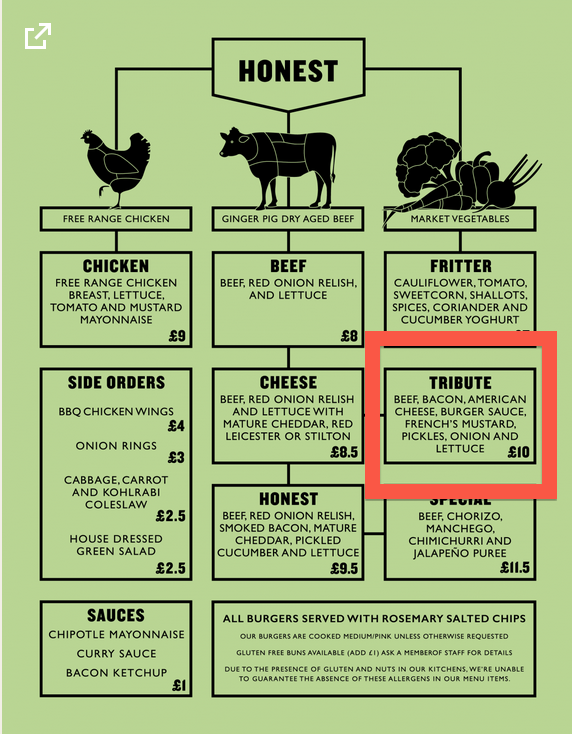 HONEST
FREE RANGE CHICKEN
GINGER PIG DRY AGED BEEF
MARKET VEGETABLES
CHICKEN
FREE RANGE CHICKEN
BREAST, LETTUCE,
TOMATO AND MUSTARD
MAYONNAISE
£9
BEEF
BEEF, RED ONION RELISH,
AND LETTUCE
£8
FRITTER
CAULIFLOWER, TOMATO,
SWEETCORN, SHALLOTS,
SPICES, CORIANDER AND
CUCUMBER YOGHURT
SIDE ORDERS
BBQ CHICKEN WINGS
£4
ONION RINGS
£3
CABBAGE, CARROT
AND KOHLRABI
COLESLAW
£2.5
HOUSE DRESSED
GREEN SALAD
£2.5
CHEESE
BEEF, RED ONION RELISH
AND LETTUCE WITH
MATURE CHEDDAR, RED
LEICESTER OR STILTON
£8.5
TRIBUTE
BEEF, BACON, AMERICAN
CHEESE, BURGER SAUCE,
FRENCH'S MUSTARD,
PICKLES, ONION AND
LETTUCE £10
HONEST
BEEF, RED ONION RELISH,
SMOKED BACON, MATURE
CHEDDAR, PICKLED
CUCUMBER AND LETTUCE
£9.5
SPECIAL
BEEF, CHORIZO,
MANCHEGO,
CHIMICHURRI AND
JALAPEÑO PUREE
£11.5
SAUCES
CHIPOTLE MAYONNAISE
CURRY SAUCE
BACON KETCHUP
£1
ALL BURGERS SERVED WITH ROSEMARY SALTED CHIPS
OUR BURGERS ARE COOKED MEDIUM/PINK UNLESS OTHERWISE REQUESTED
GLUTEN FREE BUNS AVAILABLE (ADD £1) ASK A MEMBEROF STAFF FOR DETAILS
DUE TO THE PRESENCE OF GLUTEN AND NUTS IN OUR KITCHENS, WE'RE UNABLE
TO GUARANTEE THE ABSENCE OF THESE ALLERGENS IN OUR MENU ITEMS.